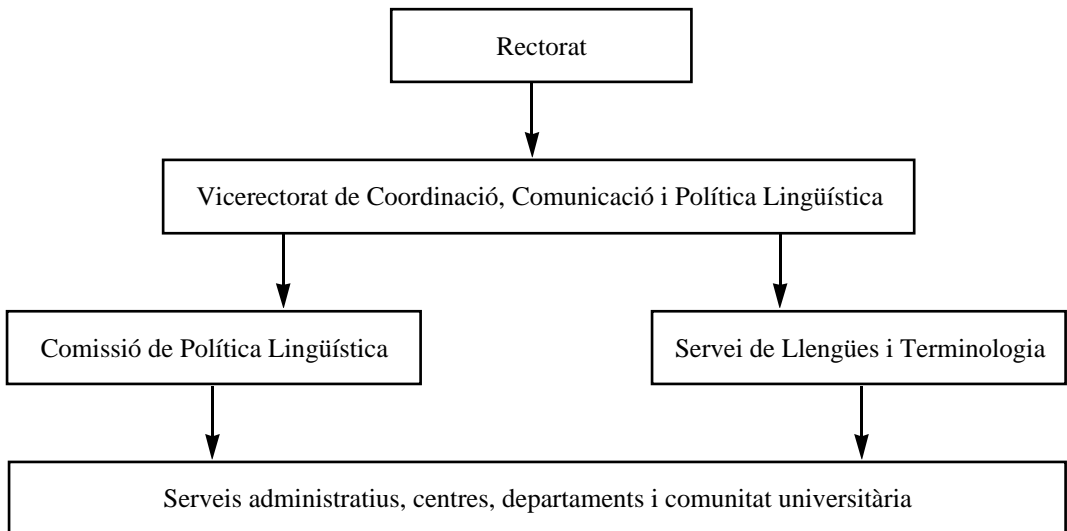 Rectorat
Vicerectorat de Coordinació, Comunicació i Política Lingüística
Comissió de Política Lingüística
Servei de Llengües i Terminologia
Serveis administratius, centres, departaments i comunitat universitària